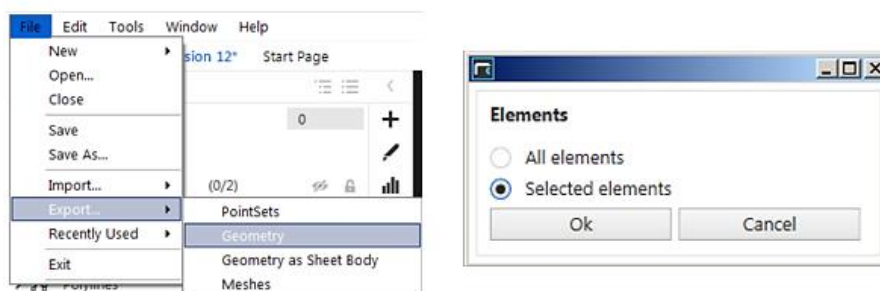 File Edit Tools Window Help
New
sion 12* Start Page
Open...
Close
0
Save
Save As...
Import...
(0/2)
Export...
PointSets
Recently Used
Geometry
Exit
Geometry as Sheet Body
Polylines
Meshes
Elements
All elements
Selected elements
Ok Cancel